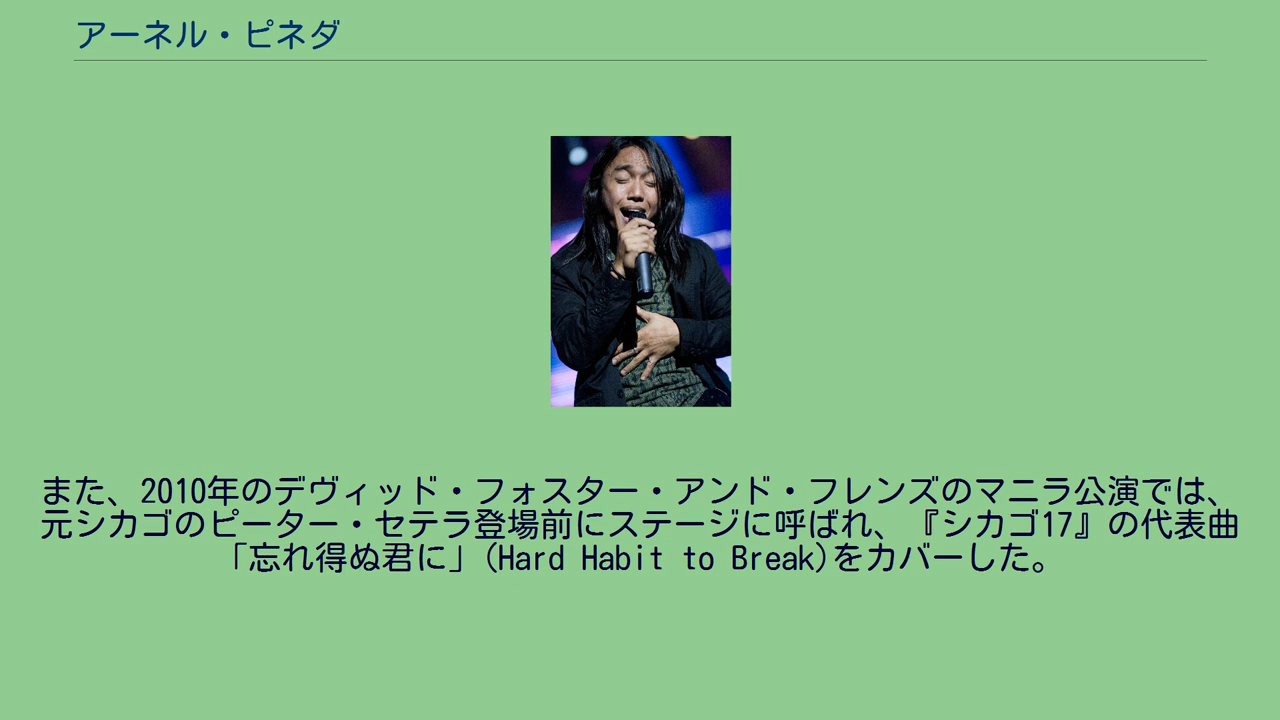 アーネル・ピネダ
また、2010年のデヴィッド・フォスター・アンド・フレンズのマニラ公演では、
元シカゴのピーター・セテラ登場前にステージに呼ばれ、『シカゴ17』の代表曲
「忘れ得ぬ君に」(Hard Habit to Break)をカバーした。